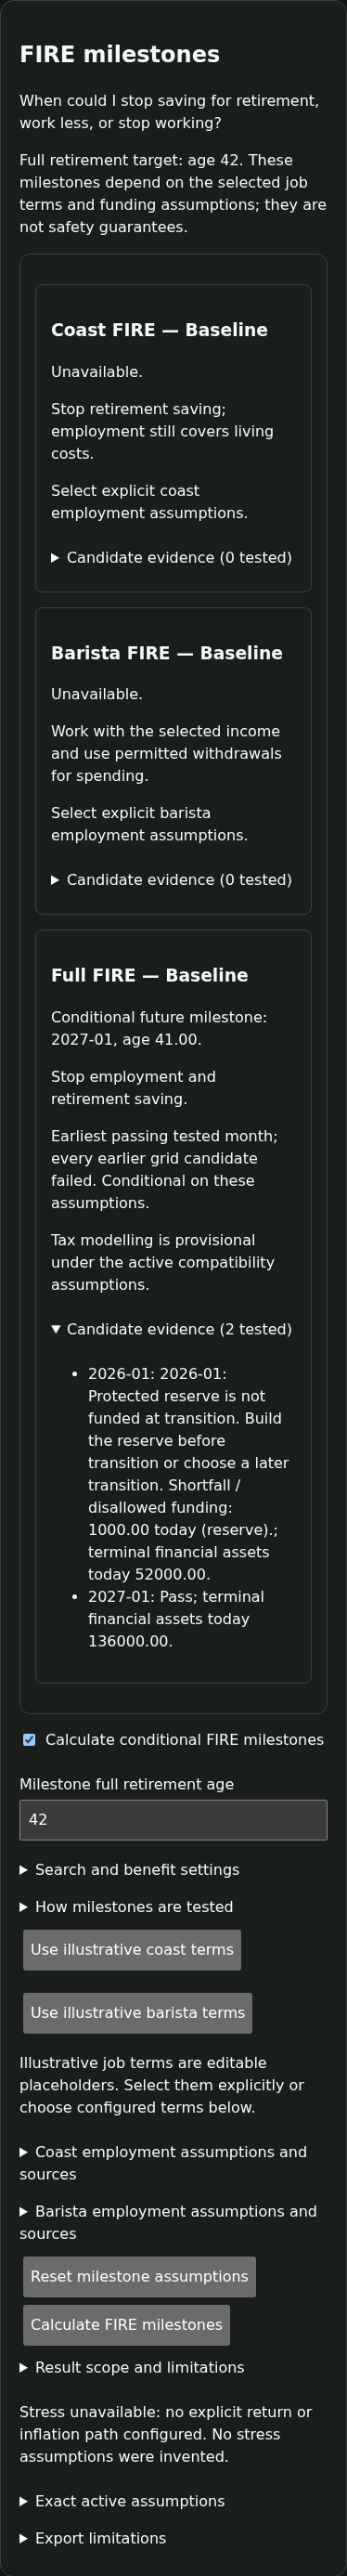 FIRE milestones
When could I stop saving for retirement,
work less, or stop working?
Full retirement target: age 42. These
milestones depend on the selected job
terms and funding assumptions; they are
not safety guarantees.
Coast FIRE — Baseline
Unavailable.
Stop retirement saving;
employment still covers living
costs.
Select explicit coast
employment assumptions.
▶ Candidate evidence (0 tested)
Barista FIRE — Baseline
Unavailable.
Work with the selected income
and use permitted withdrawals
for spending.
Select explicit barista
employment assumptions.
▶ Candidate evidence (0 tested)
Full FIRE — Baseline
Conditional future milestone:
2027-01, age 41.00.
Stop employment and
retirement saving.
Earliest passing tested month;
every earlier grid candidate
failed. Conditional on these
assumptions.
Tax modelling is provisional
under the active compatibility
assumptions.
▼ Candidate evidence (2 tested)
• 2026-01: 2026-01:
Protected reserve is not
funded at transition. Build
the reserve before
transition or choose a later
transition. Shortfall /
disallowed funding:
1000.00 today (reserve).;
terminal financial assets
today 52000.00.
• 2027-01: Pass; terminal
financial assets today
136000.00.
Calculate conditional FIRE milestones
Milestone full retirement age
42
▶ Search and benefit settings
▶ How milestones are tested
Use illustrative coast terms
Use illustrative barista terms
Illustrative job terms are editable
placeholders. Select them explicitly or
choose configured terms below.
▶ Coast employment assumptions and
sources
▶ Barista employment assumptions and
sources
Reset milestone assumptions
Calculate FIRE milestones
▶ Result scope and limitations
Stress unavailable: no explicit return or
inflation path configured. No stress
assumptions were invented.
▶ Exact active assumptions
▶ Export limitations